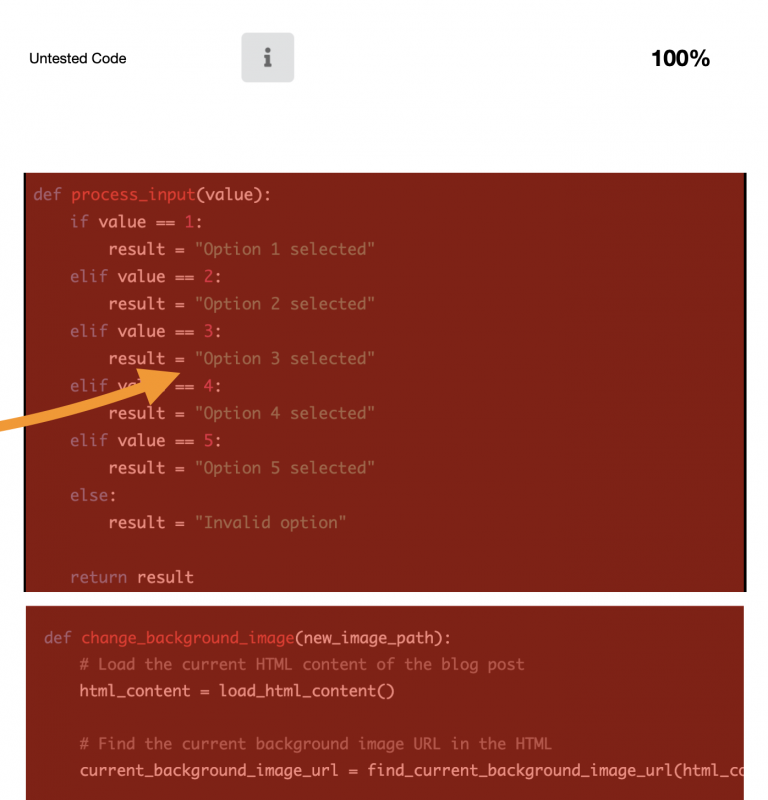 Untested Code i 100%
def process_input(value):
    if value == 1:
        result = "Option 1 selected"
    elif value == 2:
        result = "Option 2 selected"
    elif value == 3:
        result = "Option 3 selected"
    elif == 4:
        result = "Option 4 selected"
    elif value == 5:
        result = "Option 5 selected"
    else:
        result = "Invalid option"
    return result
def change_background_image(new_image_path):
    # Load the current HTML content of the blog post
    html_content = load_html_content()
    # Find the current background image URL in the HTML
    current_background_image_url = find_current_background_image_url(